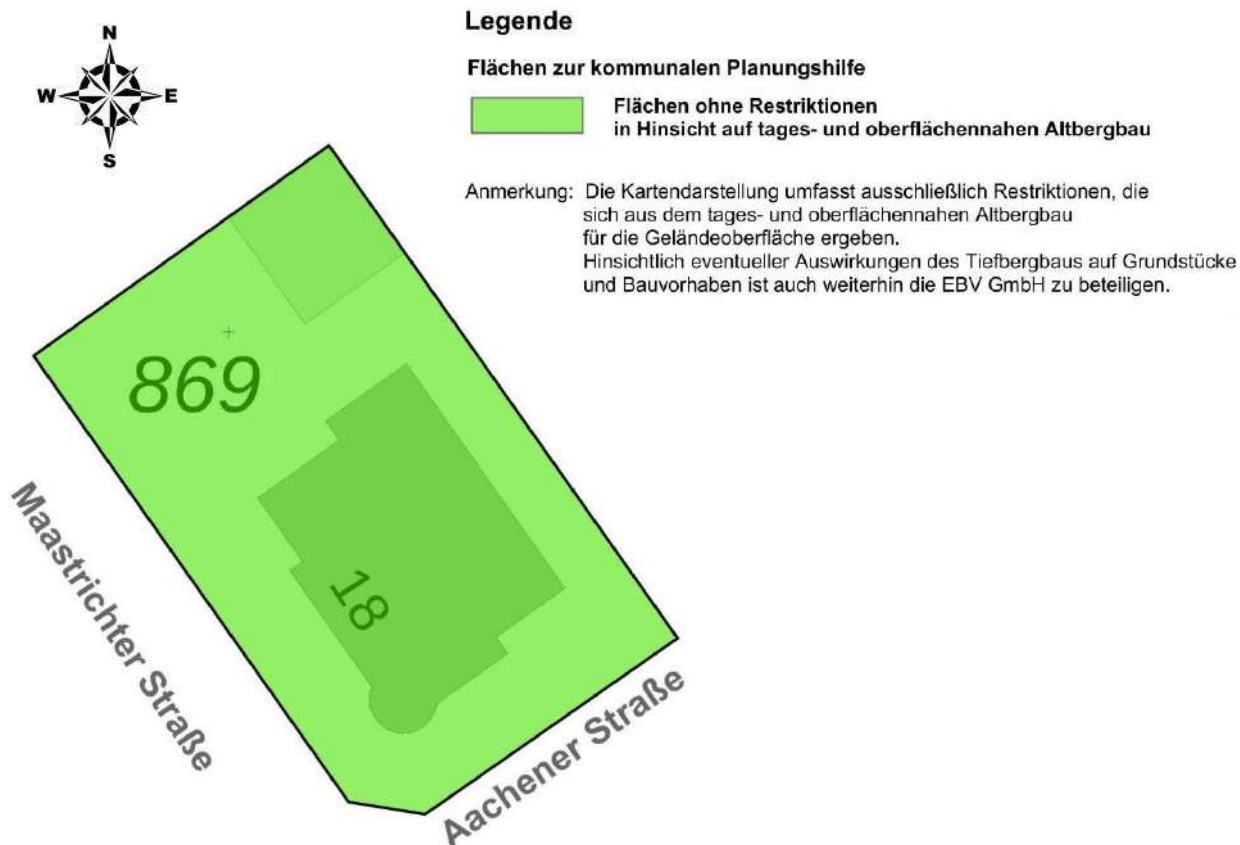 N
W E
S
Legende
Flächen zur kommunalen Planungshilfe
Flächen ohne Restriktionen
in Hinsicht auf tages- und oberflächennahen Altbergbau
Anmerkung: Die Kartendarstellung umfasst ausschließlich Restriktionen, die
sich aus dem tages- und oberflächennahen Altbergbau
für die Geländeoberfläche ergeben.
Hinsichtlich eventueller Auswirkungen des Tiefbergbaus auf Grundstücke
und Bauvorhaben ist auch weiterhin die EBV GmbH zu beteiligen.
869
18
Maastrichter Straße
Aachener Straße